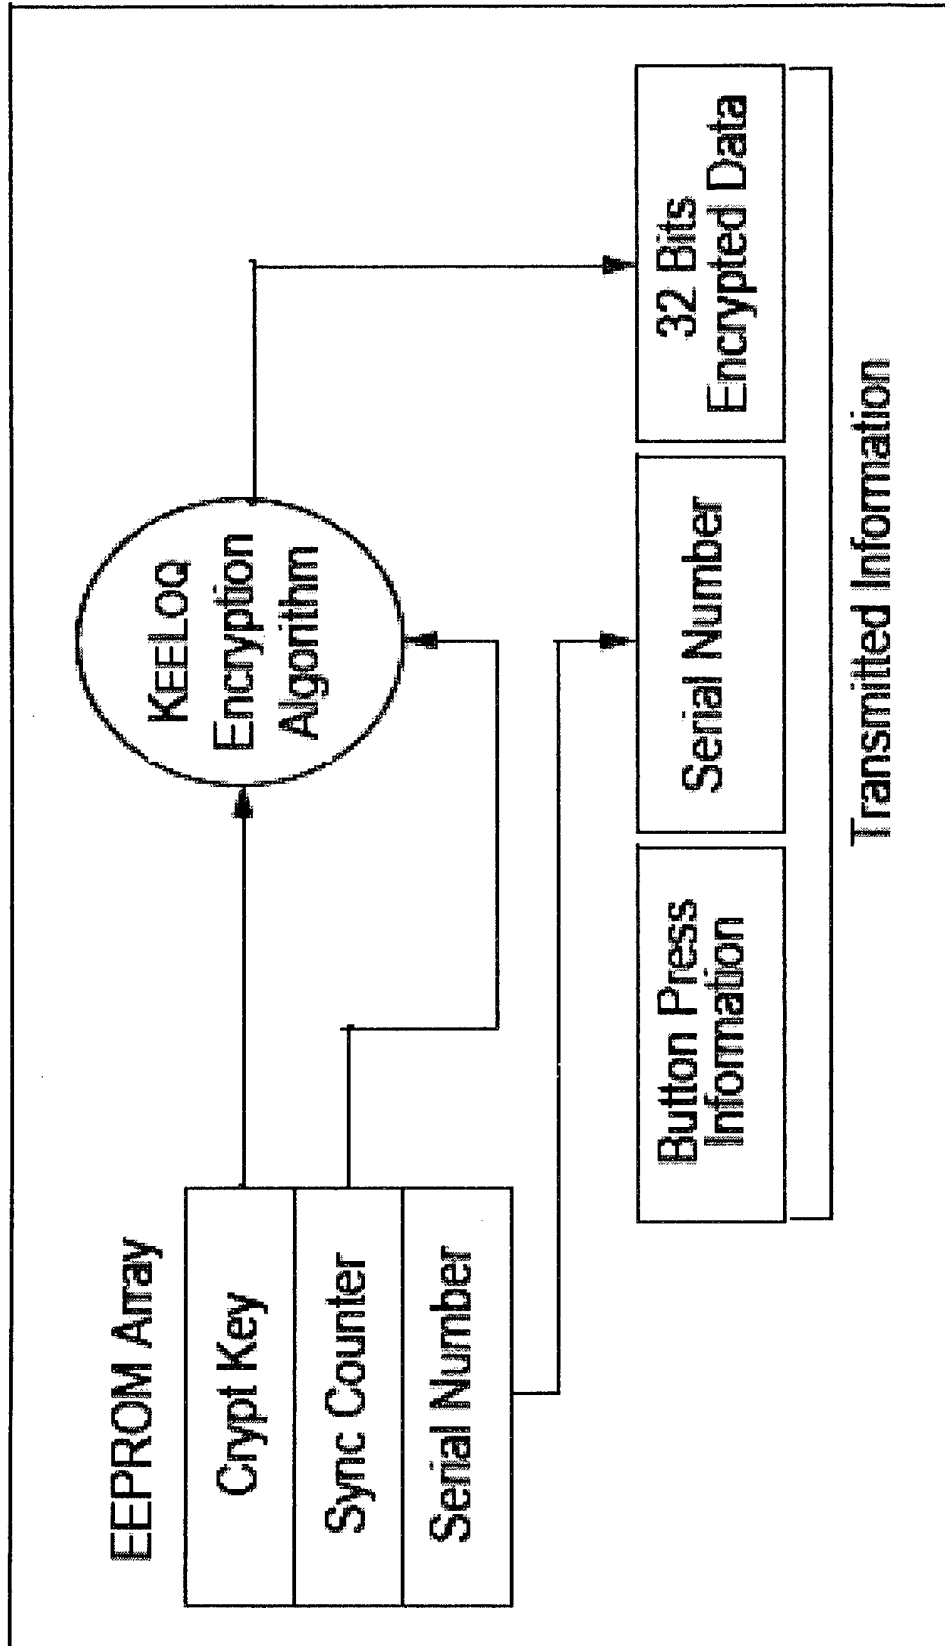 EEPROM Array
Crypt Key
Sync Counter
Serial Number
KEELOQ
Encryption
Algorithm
Button Press
Information
Serial Number
32 Bits
Encrypted Data
Transmitted Infomation